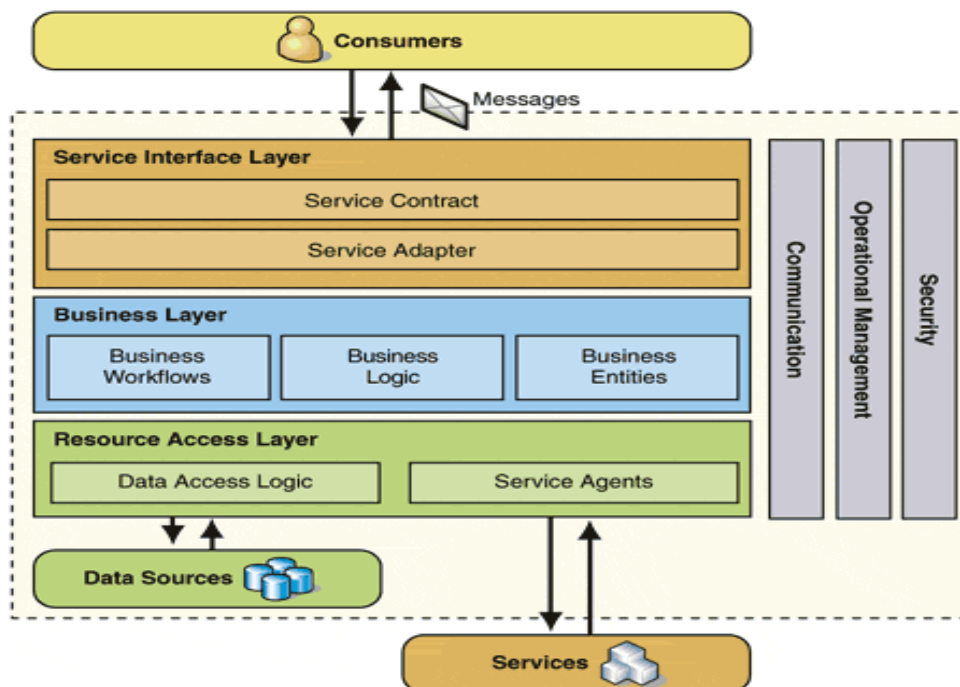 Consumers
Messages
Service Interface Layer
Service Contract
Service Adapter
Business Layer
Business
Workflows
Business
Logic
Business
Entities
Resource Access Layer
Data Access Logic
Service Agents
Data Sources
Services
Communication
Operational Management
Security